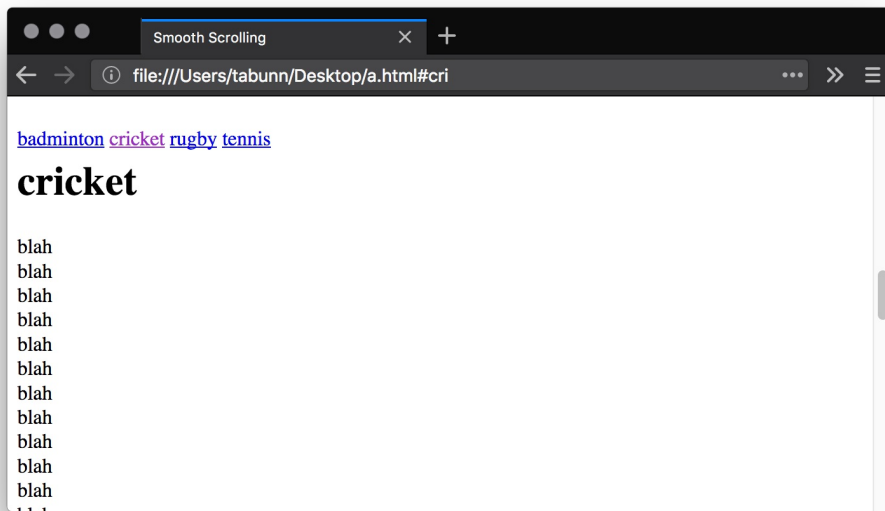 Smooth Scrolling
file:///Users/tabunn/Desktop/a.html#cri
badminton cricket rugby tennis
cricket
blah
blah
blah
blah
blah
blah
blah
blah
blah
blah
blah